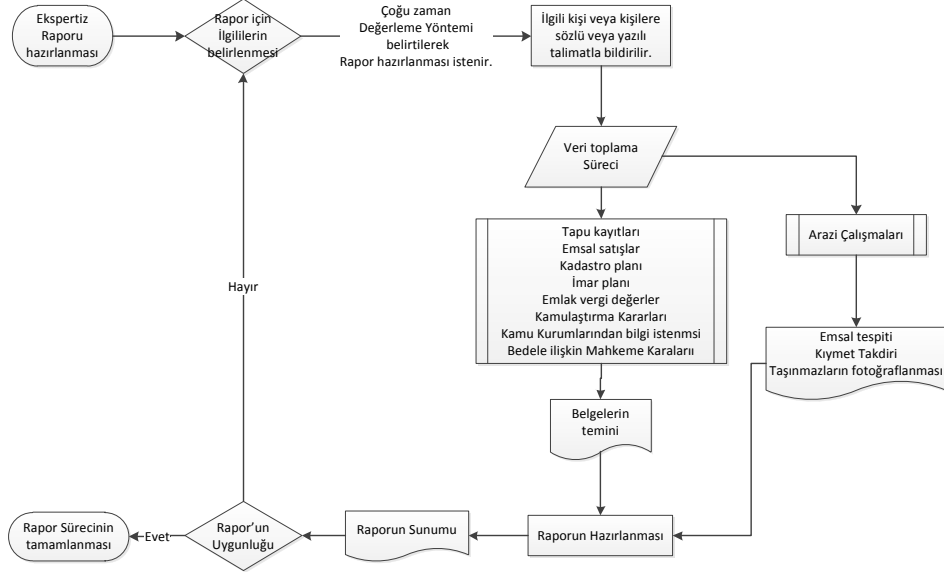 Ekspertiz
Raporu
hazırlanması
Rapor için
İlgililerin
belirlenmesi
Çoğu zaman
Değerleme Yöntemi
belirtilerek
Rapor hazırlanması istenir.
İlgili kişi veya kişilere
sözlü veya yazılı
talimatla bildirilir.
Veri toplama
Süreci
Tapu kayıtları
Emsal satışlar
Kadastro planı
İmar planı
Emlak vergi değerler
Kamulaştırma Kararları
Kamu Kurumlarından bilgi istenmsi
Bedele ilişkin Mahkeme Karalarıı
Arazi Çalışmaları
Emsal tespiti
Kıymet Takdiri
Taşınmazların fotoğraflanması
Hayır
Belgelerin
temini
Rapor Sürecinin
tamamlanması
Evet
Rapor'un
Uygunluğu
Raporun Sunumu
Raporun Hazırlanması